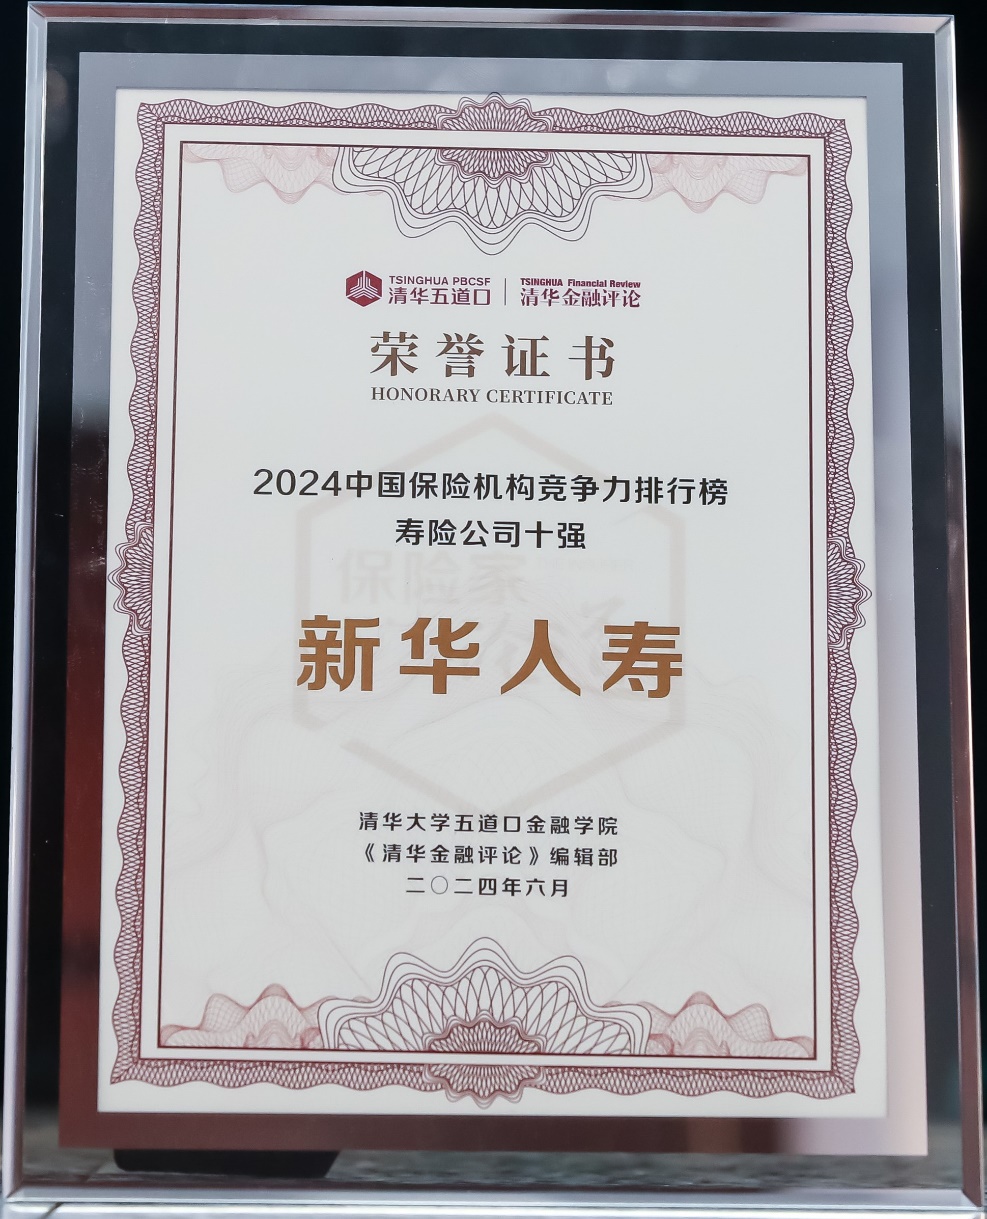 TSINGHUA PBCSF
清华五道口
TSINGHUA Financial Review
清华金融评论
荣誉证书
HONORARY CERTIFICATE
2024中国保险机构竞争力排行榜
寿险公司十强
保险家
新华人寿
清华大学五道口金融学院
《清华金融评论》编辑部
二〇二四年六月